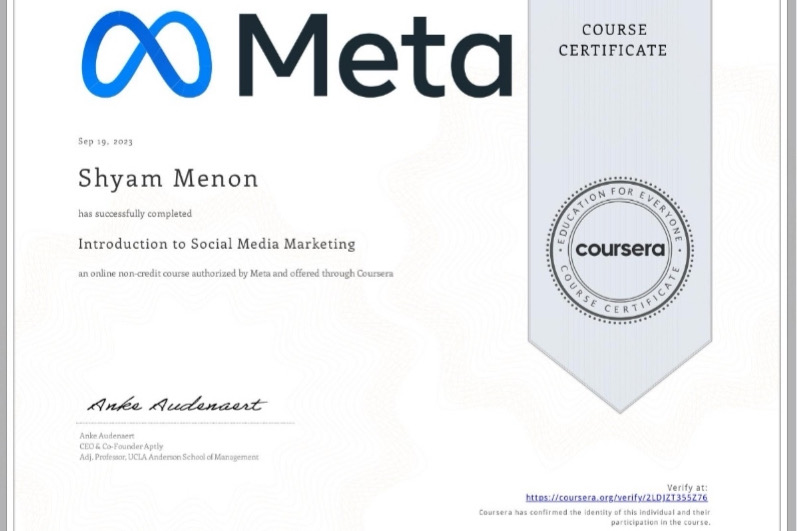 Meta
COURSE
CERTIFICATE
Sep 19, 2023
Shyam Menon
has successfully completed
Introduction to Social Media Marketing
an online non-credit course authorized by Meta and offered through Coursera
EDUCATION FOR EVERYONE
coursera
COURSE CERTIFICATE
Anke Audenaert
Anke Audenaert
CEO & Co-Founder Aptly
Adj. Professor, UCLA Anderson School of Management
Verify at:
https://coursera.org/verify/2LDJZT355Z76
Coursera has confirmed the identity of this individual and their
participation in the course.